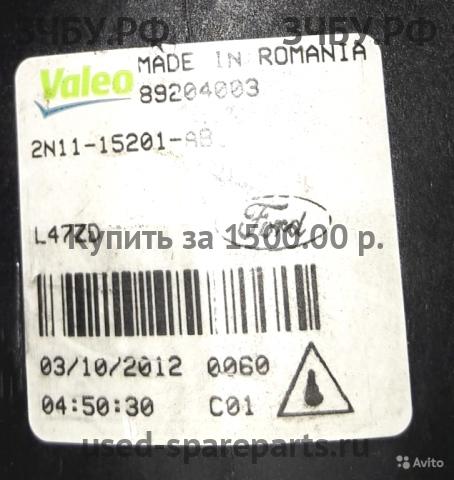 ЗЧБУ.РФ ЗЧБУ.РФ
Valeo MADE IN ROMANIA
89204003
2N11-15201-AB
L47ZD Ford
Купить за 1500.00 р.
03/10/2012 0060
04:50:30 C01
used-spareparts.ru
Avito